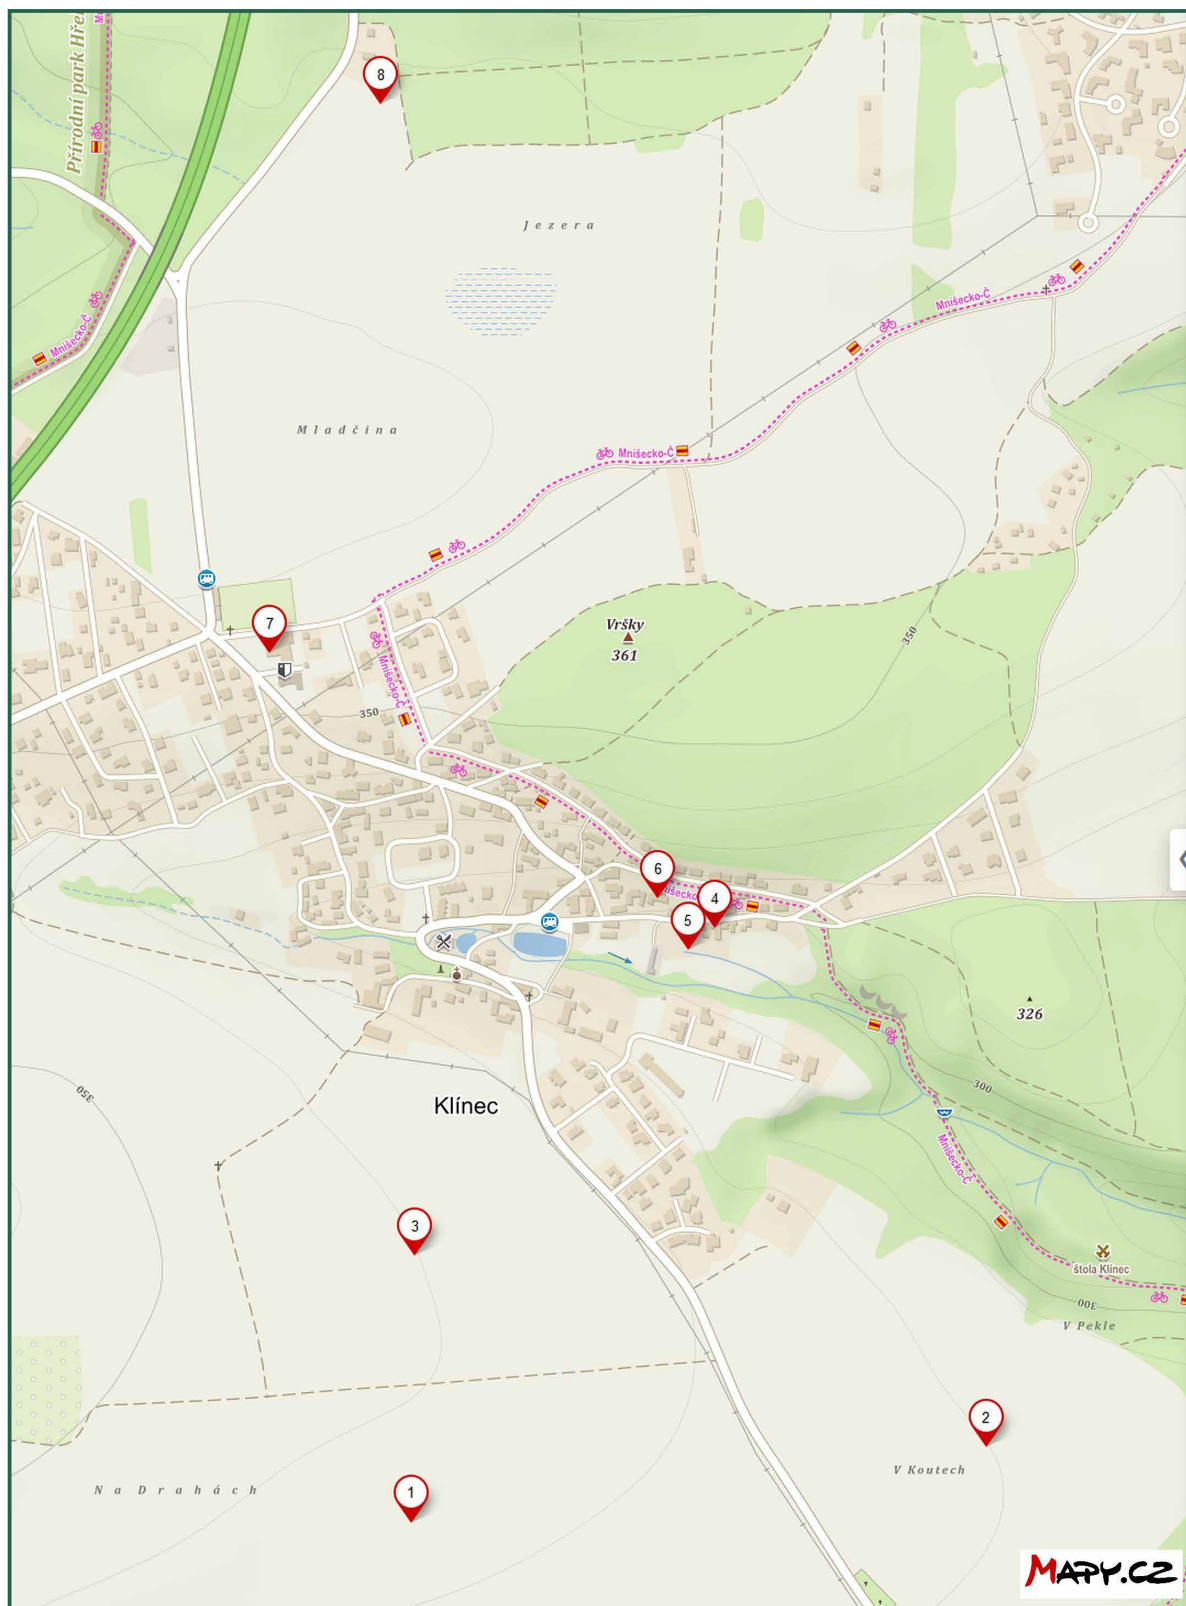 M
Přírodní park Hře
8
Jezera
Mníšecko-Č
Mníšecko-Č
Mladčina
Mníšecko-Č
7
Vršky
361
350
Mníšecko-Č
350
6
4
5
326
300
350
Klínec
Mníšecko-Č
3
štola Klínec
300
V Pekle
2
V Koutech
1
Na Drahách
MAPY.CZ